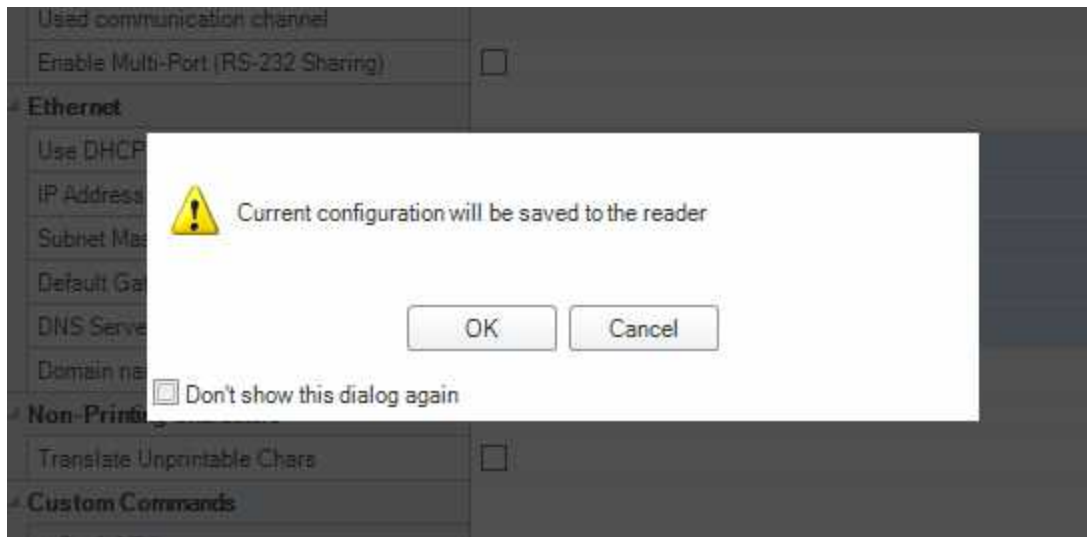 Used communication channel
Enable Multi-Port (RS-232 Sharing)
Ethernet
Use DHCP
IP Address
Current configuration will be saved to the reader
Subnet Mas
Default Gat
DNS Serve
OK
Cancel
Domain na
Don't show this dialog again
Non-Printing Characters
Translate Unprintable Chars
Custom Commands